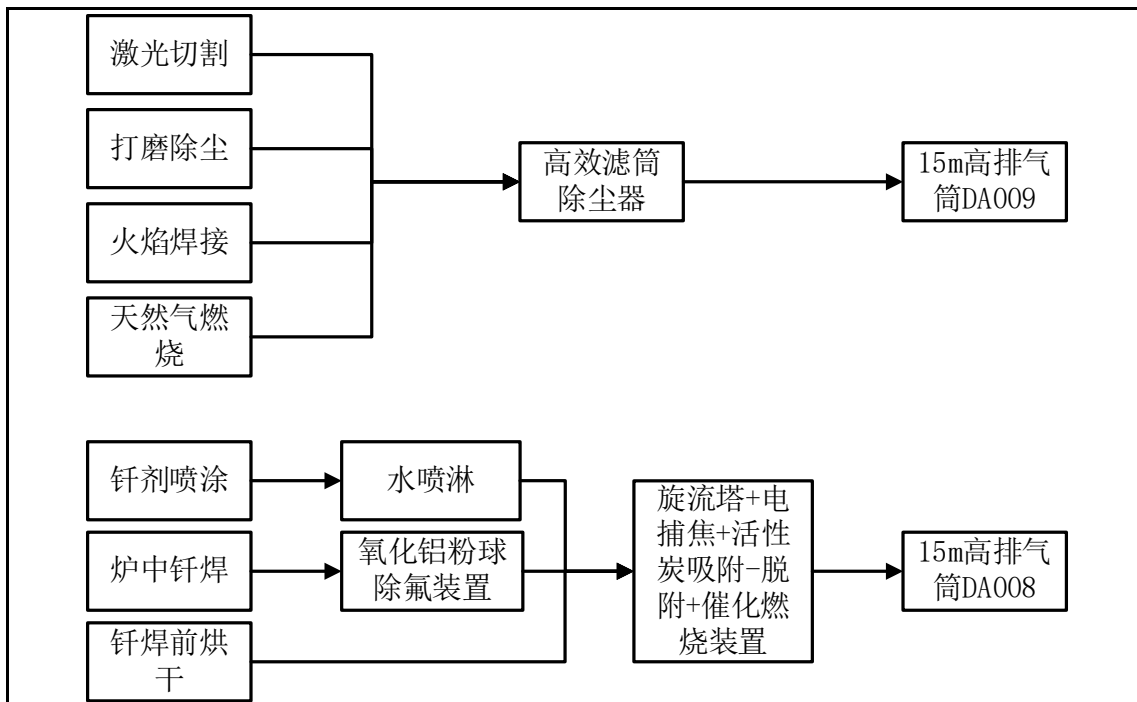 激光切割
打磨除尘
火焰焊接
天然气燃
烧
高效滤筒
除尘器
15m高排气
筒DA009
钎剂喷涂
水喷淋
炉中钎焊
氧化铝粉球
除氟装置
钎焊前烘
干
旋流塔+电
捕焦+活性
炭吸附-脱
附+催化燃
烧装置
15m高排气
筒DA008